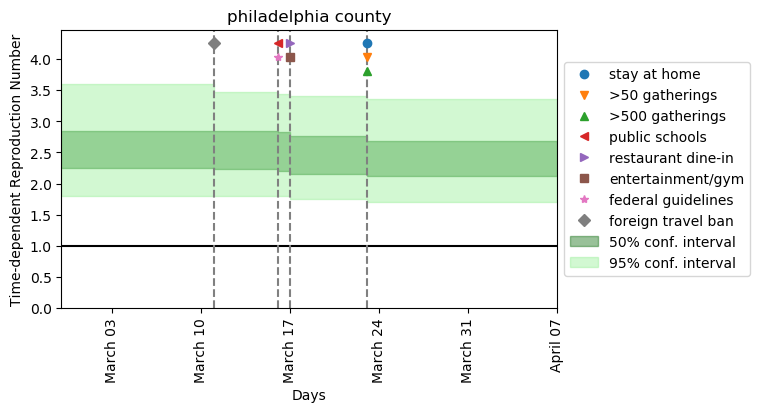 philadelphia county
Time-dependent Reproduction Number
4.0
3.5
3.0
2.5
2.0
1.5
1.0
0.5
0.0
March 03
March 10
March 17
March 24
March 31
April 07
Days
stay at home
>50 gatherings
>500 gatherings
public schools
restaurant dine-in
entertainment/gym
federal guidelines
foreign travel ban
50% conf. interval
95% conf. interval